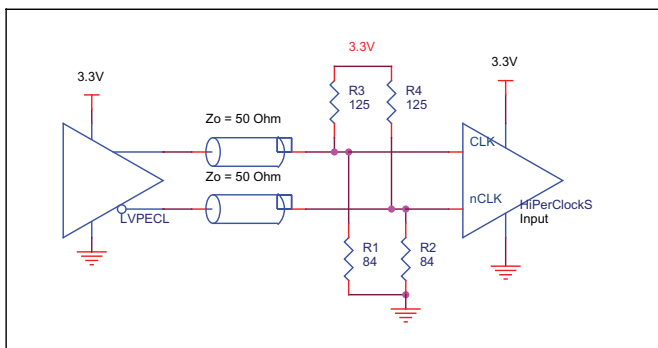 3.3V
3.3V
3.3V
R3
125
R4
125
Zo = 50 Ohm
CLK
Zo = 50 Ohm
nCLK
HiPerClockS
Input
LVPECL
R1
84
R2
84